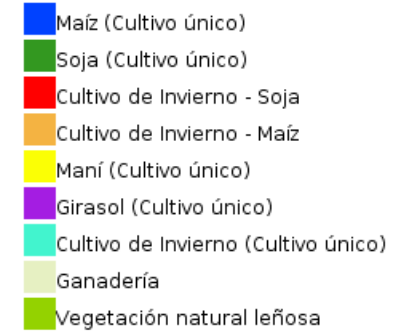 Maíz (Cultivo único)
Soja (Cultivo único)
Cultivo de Invierno - Soja
Cultivo de Invierno - Maíz
Maní (Cultivo único)
Girasol (Cultivo único)
Cultivo de Invierno (Cultivo único)
Ganadería
Vegetación natural leñosa